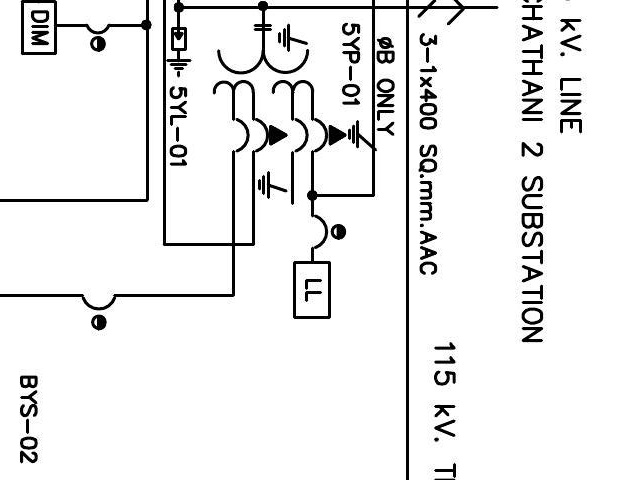 kV. LINE
CHATHANI 2 SUBSTATION
3-1x400 SQ.mm.AAC
115 kV.
øB ONLY
5YP-01
5YL-01
DIM
LL
BYS-02